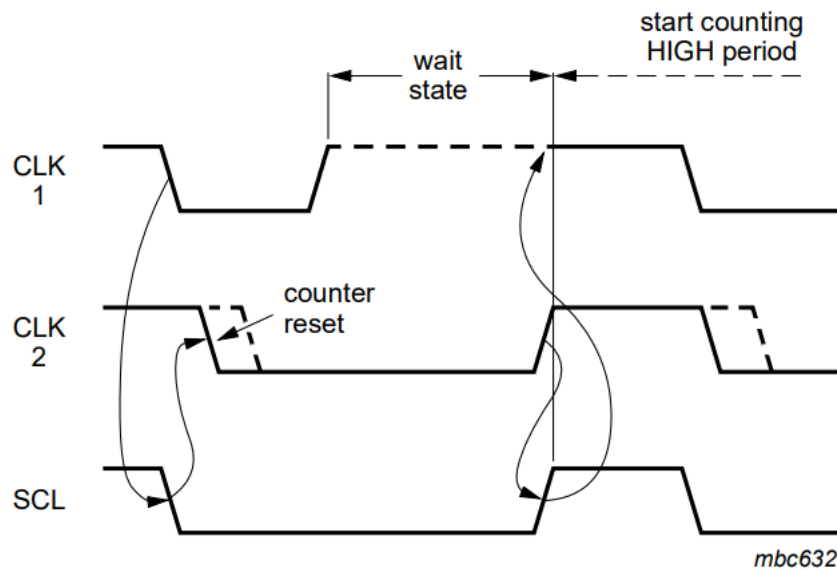 start counting
HIGH period
wait
state
CLK
1
counter
reset
CLK
2
SCL
mbc632